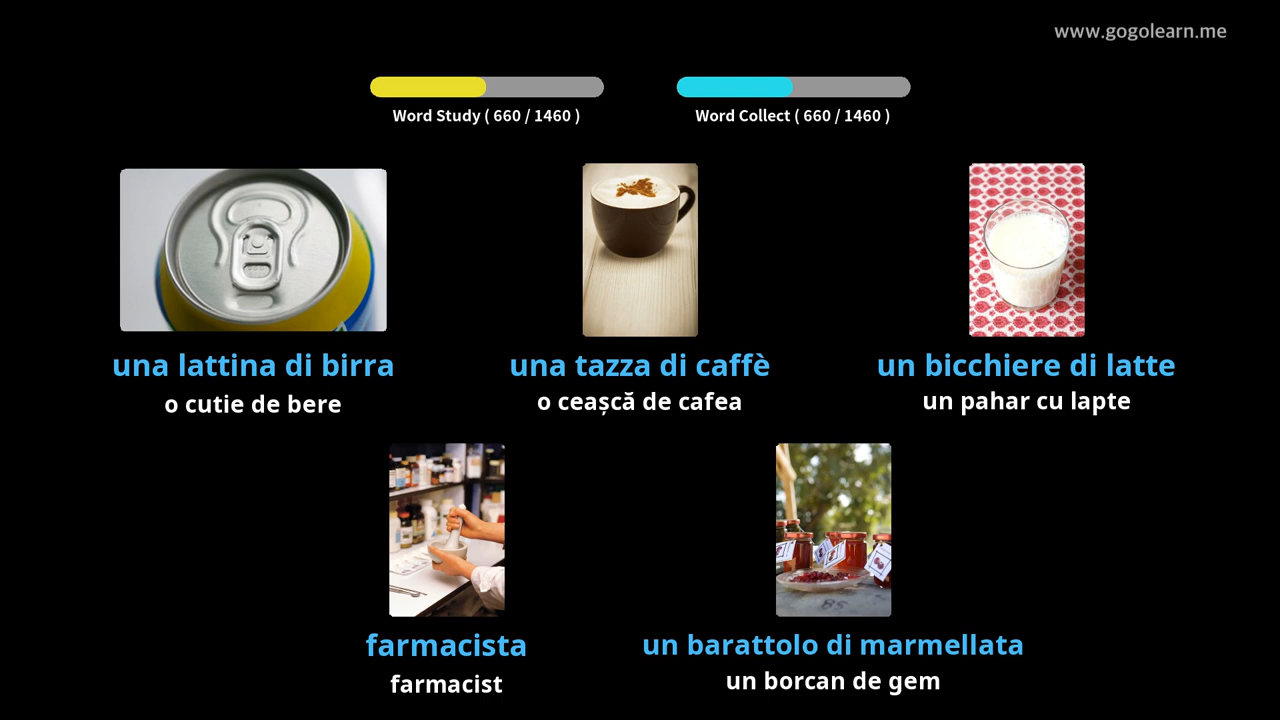 www.gogolearn.me
Word Study ( 660 / 1460 )
Word Collect ( 660 / 1460 )
una lattina di birra
o cutie de bere
una tazza di caffè
o ceașcă de cafea
un bicchiere di latte
un pahar cu lapte
farmacista
farmacist
un barattolo di marmellata
un borcan de gem